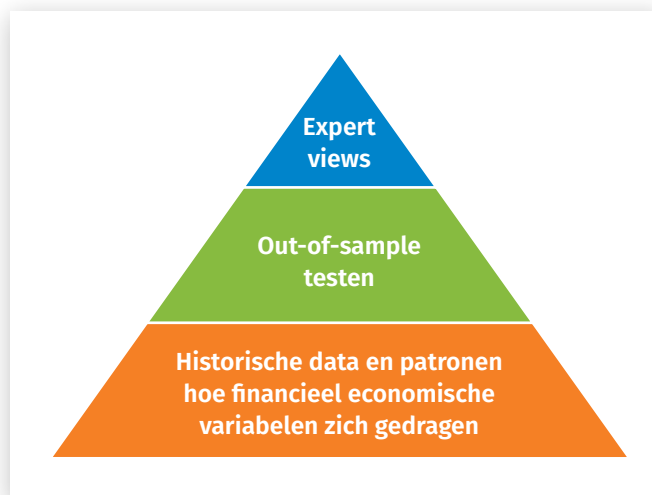 Expert
views
Out-of-sample
testen
Historische data en patronen
hoe financieel economische
variabelen zich gedragen